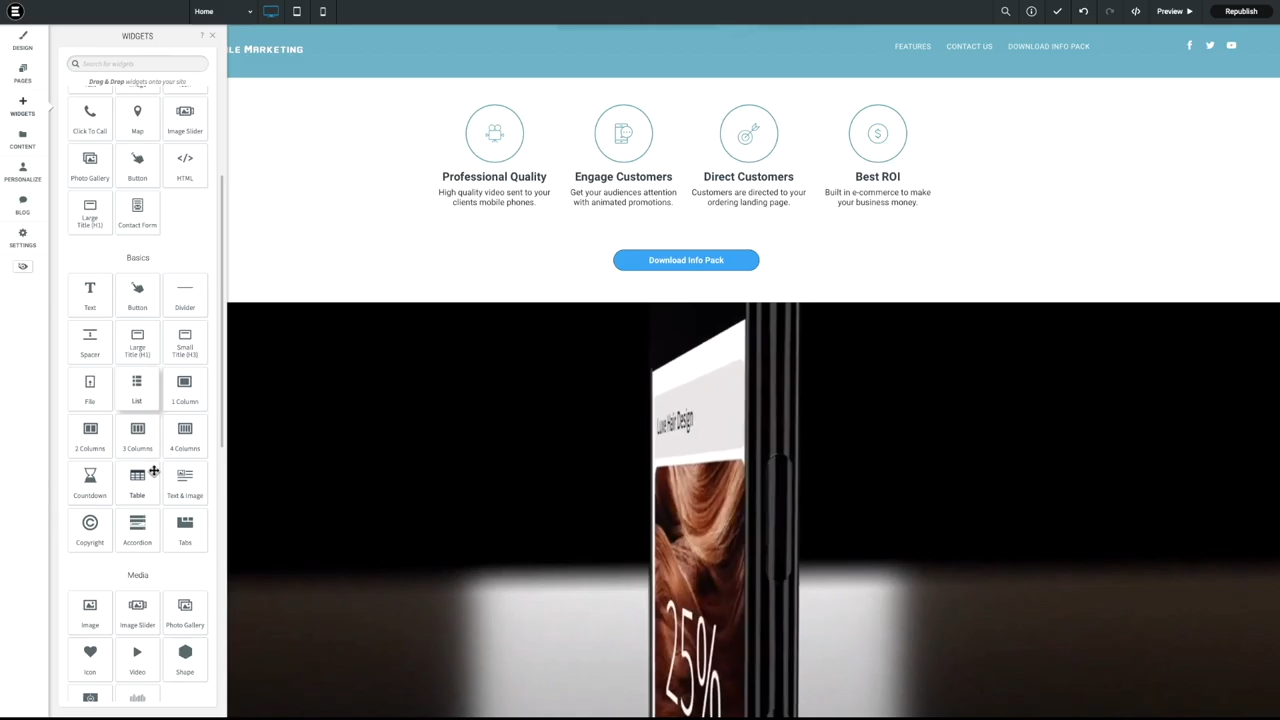 Home
Preview
Republish
DESIGN
PAGES
WIDGETS
CONTENT
PERSONALIZE
BLOG
SETTINGS
WIDGETS
?
Search for widgets
Drag & Drop widgets onto your site
Click To Call
Map
Image Slider
Photo Gallery
Button
</>
HTML
Large
Title (H1)
Contact Form
Basics
T
Text
Button
Divider
Spacer
Large
Title (H1)
Small
Title (H3)
File
List
1 Column
2 Columns
3 Columns
4 Columns
Countdown
Table
Text & Image
Copyright
Accordion
Tabs
Media
Image
Image Slider
Photo Gallery
Icon
Video
Shape
LE MARKETING
FEATURES
CONTACT US
DOWNLOAD INFO PACK
Professional Quality
High quality video sent to your
clients mobile phones.
Engage Customers
Get your audiences attention
with animated promotions.
Direct Customers
Customers are directed to your
ordering landing page.
Best ROI
Built in e-commerce to make
your business money.
Download Info Pack
Luxe Hair Design
25%